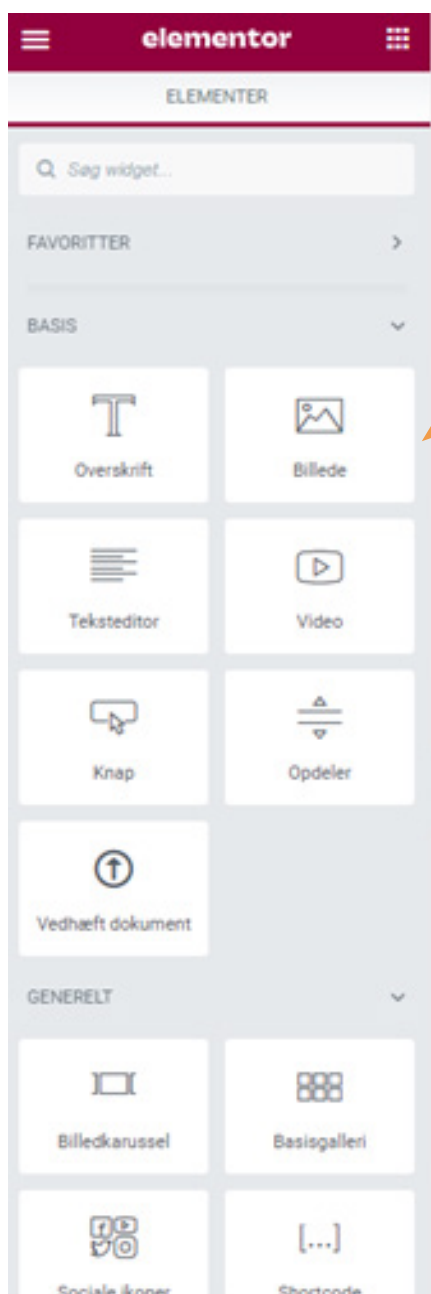 elementor
ELEMENTER
Søg widget...
FAVORITTER
BASIS
Overskrift
Billede
Teksteditor
Video
Knap
Opdeler
Vedhæft dokument
GENERELT
Billedkarussel
Basisgalleri
[...]
Sociale ikoner
Shortcode